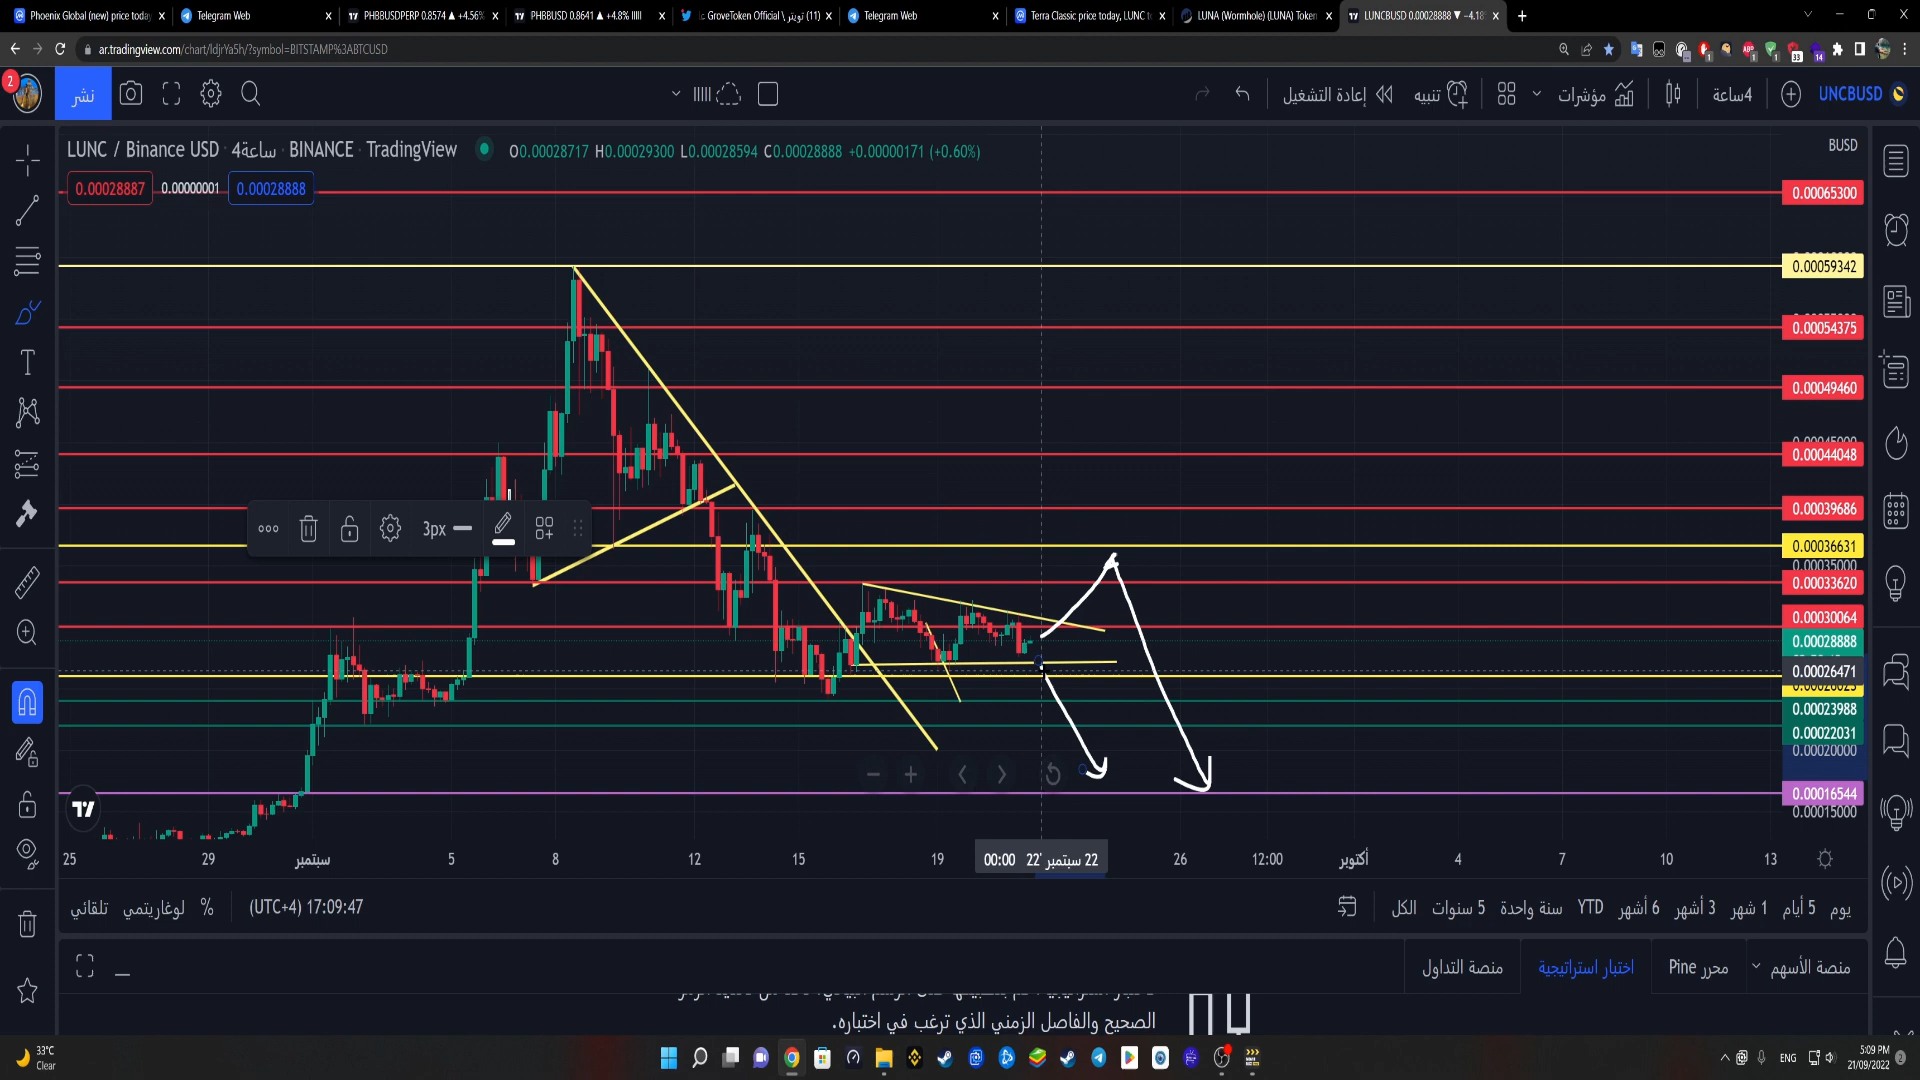 Phoenix Global (new) price today
Telegram Web
PHBBUSDPERP 0.8574 ▲ +4.56%
PHBBUSD 0.8641 ▲ +4.8%
GroveToken Official \ تويتر (11)
Telegram Web
Terra Classic price today, LUNC t
LUNA (Wormhole) (LUNA) Token
LUNCBUSD 0.00028888 ▼ −4.18
ar.tradingview.com/chart/ldjrYa5h/?symbol=BITSTAMP%3ABTCUSD
2
نشر
إعادة التشغيل
تنبيه
مؤشرات
4ساعة
UNCBUSD
LUNC / Binance USD · 4ساعة · BINANCE · TradingView
O0.00028717 H0.00029300 L0.00028594 C0.00028888 +0.00000171 (+0.60%)
BUSD
0.00028887 0.00000001 0.00028888
0.00065300
0.00059342
0.00054375
0.00049460
0.00044048
0.00039686
3px
0.00036631
0.00035000
0.00033620
0.00030064
0.00028888
0.00026471
0.00023988
0.00022031
0.00020000
0.00016544
0.00015000
25 29 سبتمبر 5 8 12 15 19 22 سبتمبر 22' 00:00 26 12:00 أكتوبر 4 7 10 13
تلقائي لوغاريتمي % (UTC+4) 17:09:47
يوم 5 أيام 1 شهر 3 أشهر 6 أشهر YTD سنة واحدة 5 سنوات الكل
منصة الأسهم محرر Pine اختبار استراتيجية منصة التداول
الصحيح والفاصل الزمني الذي ترغب في اختباره.
33°C
Clear
ENG
5:09 PM
21/09/2022
2